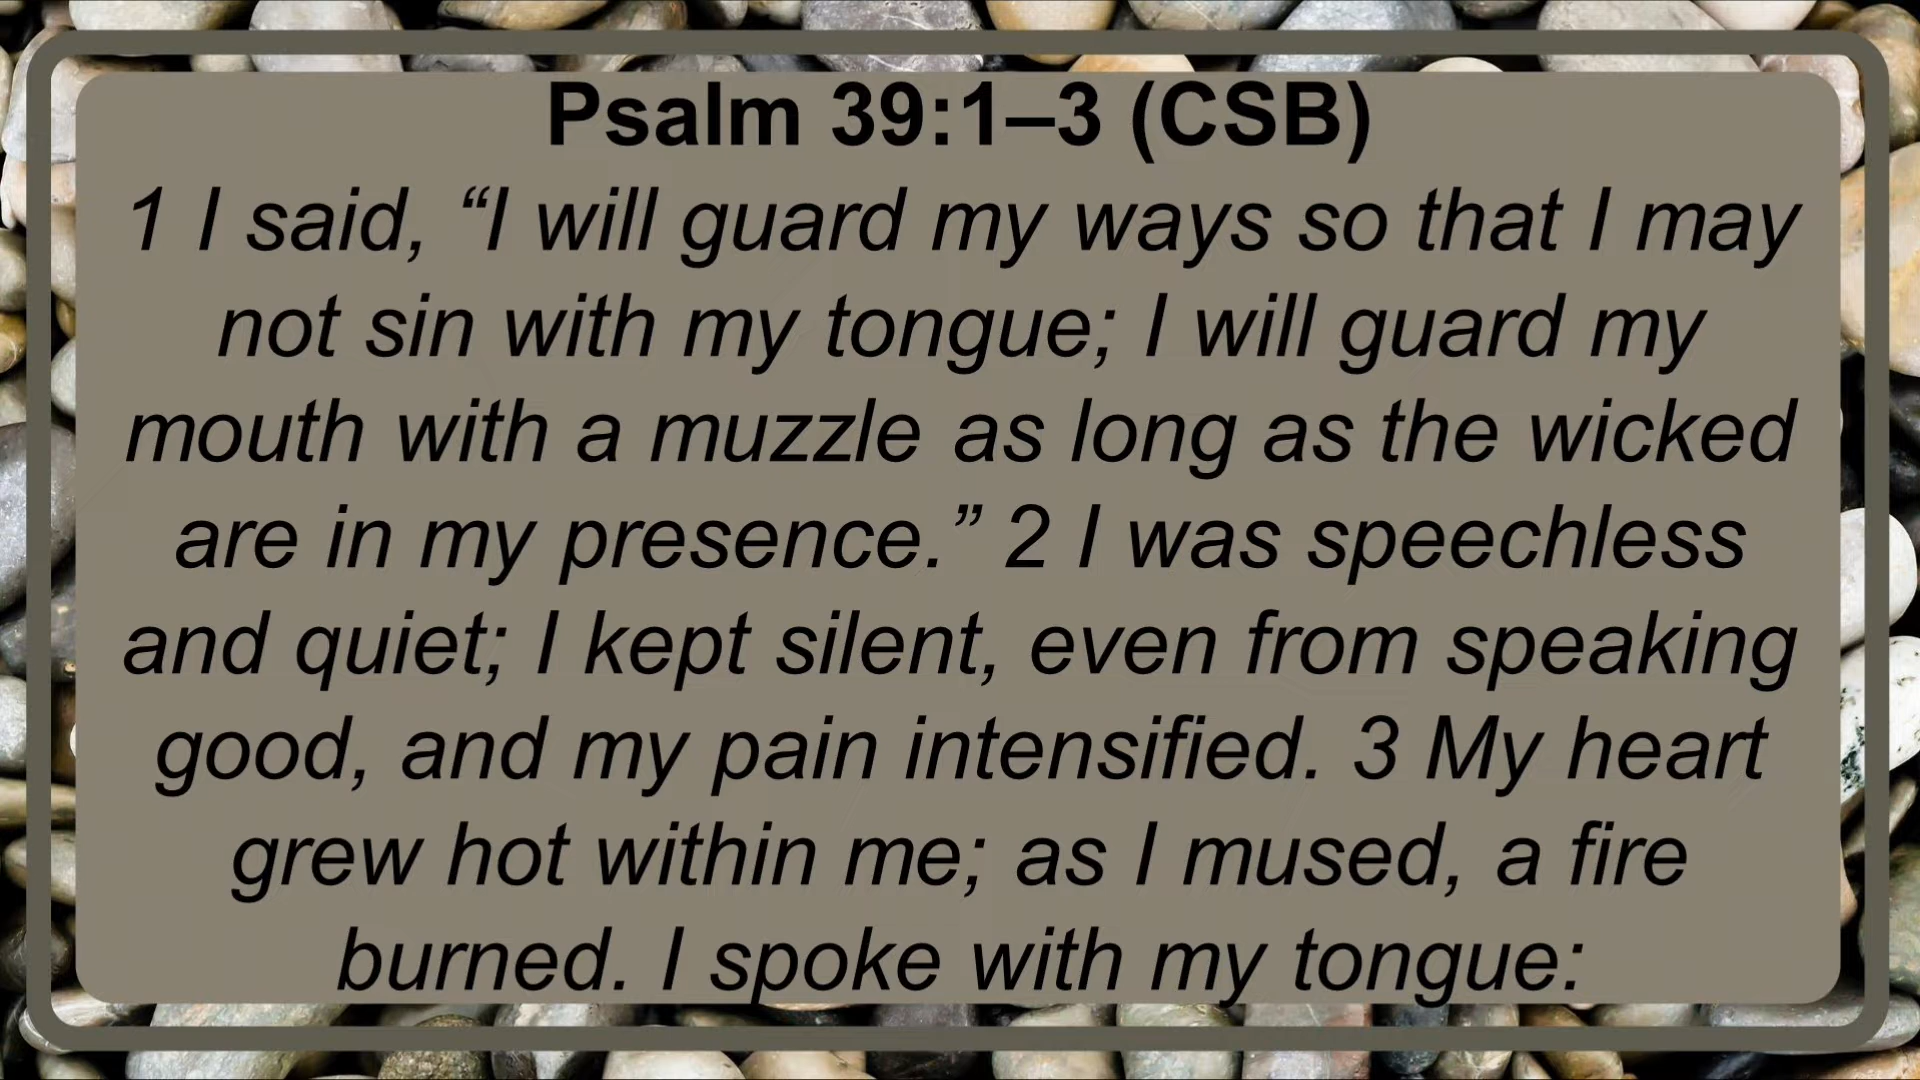 Psalm 39:1–3 (CSB)
1 I said, “I will guard my ways so that I may
not sin with my tongue; I will guard my
mouth with a muzzle as long as the wicked
are in my presence.” 2 I was speechless
and quiet; I kept silent, even from speaking
good, and my pain intensified. 3 My heart
grew hot within me; as I mused, a fire
burned. I spoke with my tongue: